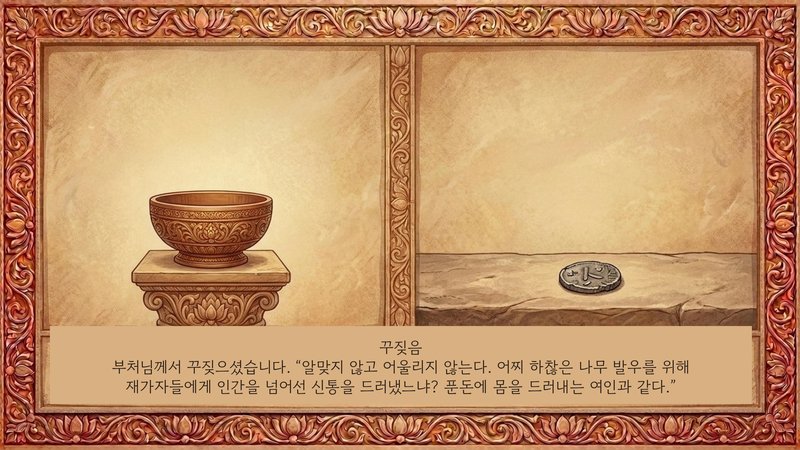 꾸짖음
부처님께서 꾸짖으셨습니다. “알맞지 않고 어울리지 않는다. 어찌 하찮은 나무 발우를 위해
재가자들에게 인간을 넘어선 신통을 드러냈느냐? 푼돈에 몸을 드러내는 여인과 같다.”